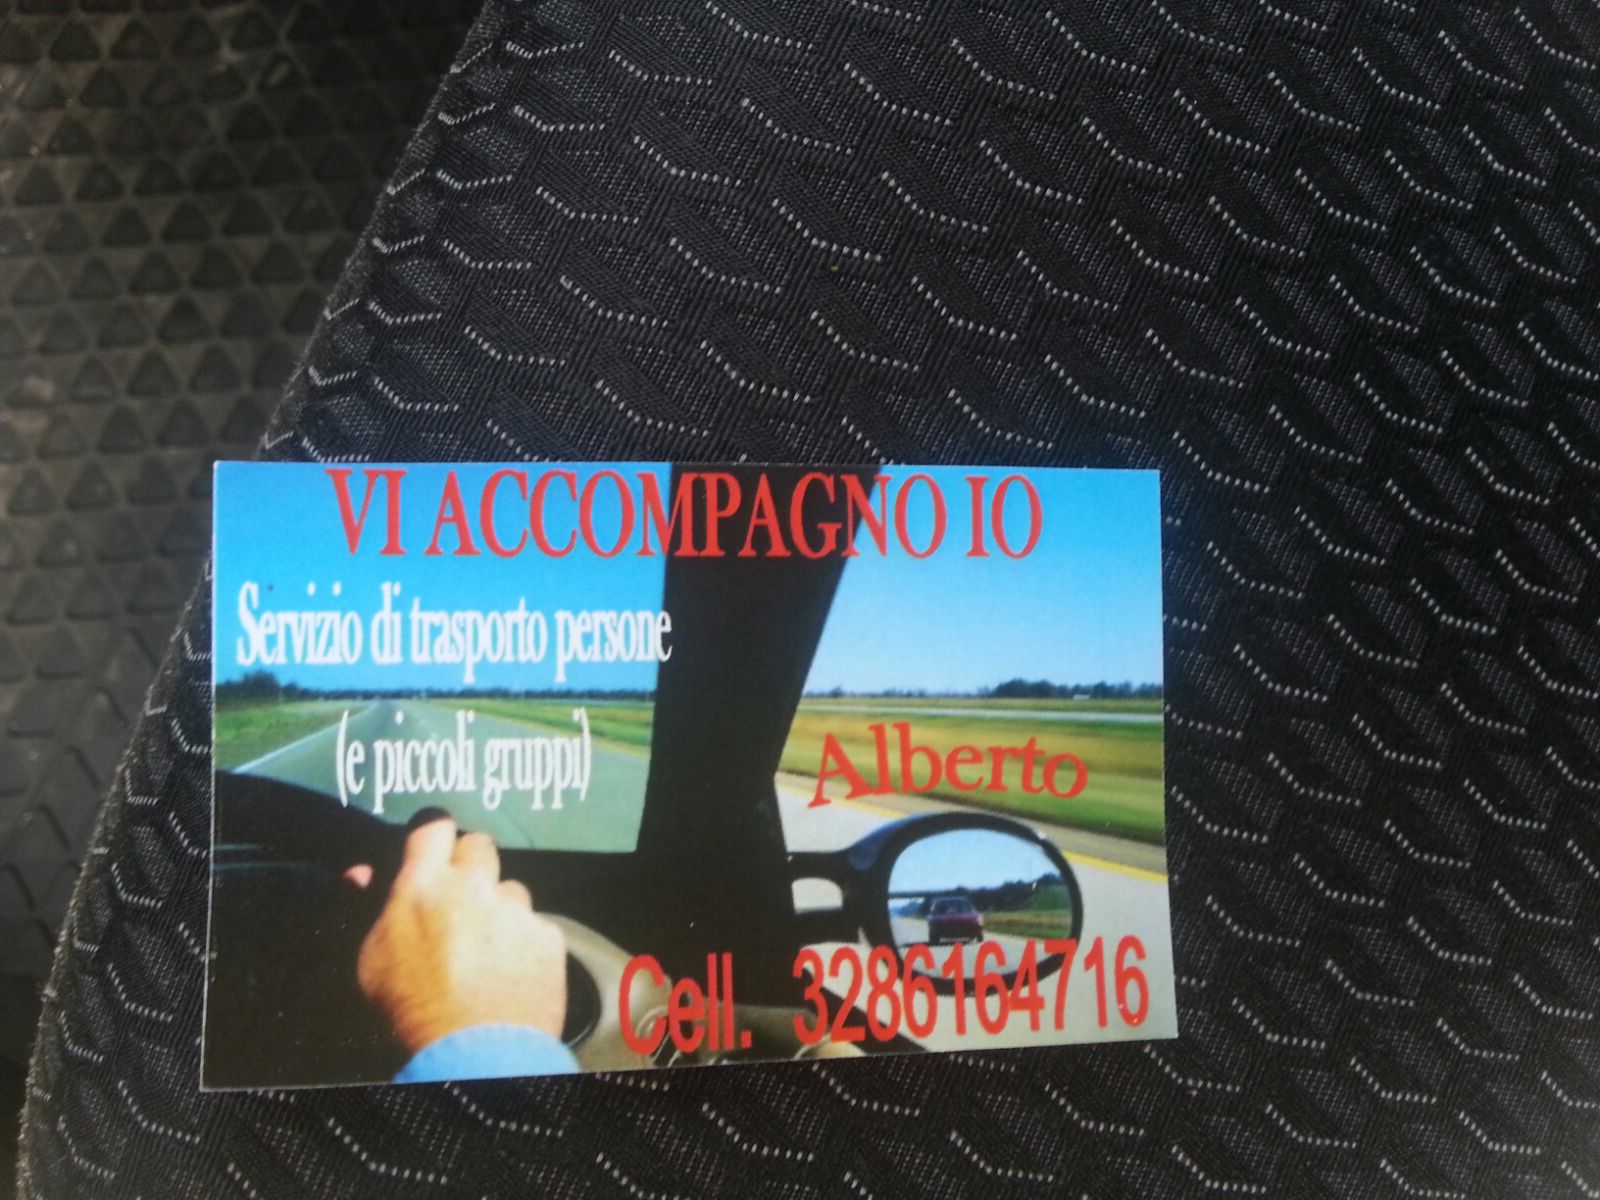 VI ACCOMPAGNO IO
Servizio di trasporto persone
(e piccoli gruppi)
Alberto
Cell. 3286164716